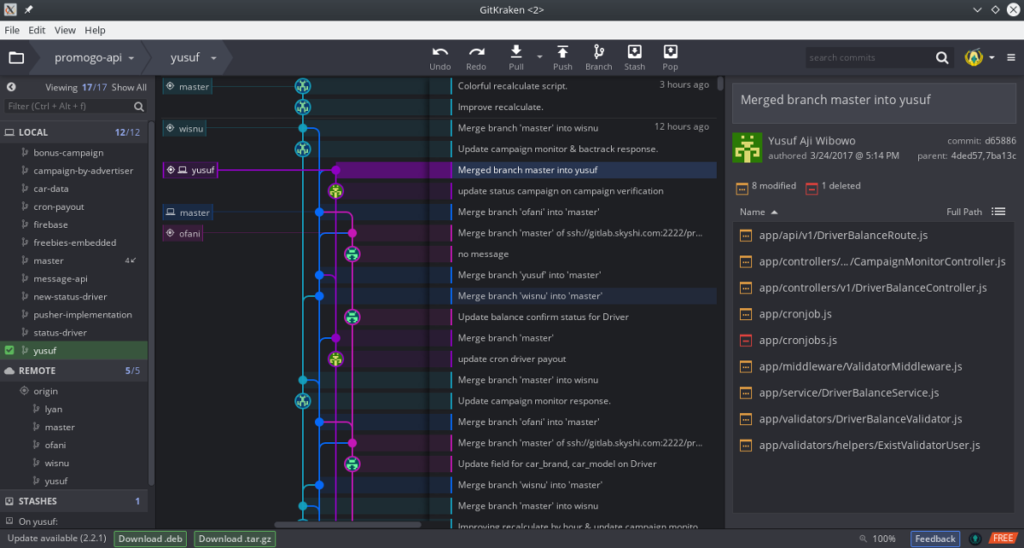 GitKraken <2>
File Edit View Help
promogo-api
yusuf
Undo
Redo
Pull
Push
Branch
Stash
Pop
search commits
Viewing 17/17 Show All
Filter (Ctrl + Alt + f)
LOCAL 12/12
bonus-campaign
campaign-by-advertiser
car-data
cron-payout
firebase
freebies-embedded
master 4↙
message-api
new-status-driver
pusher-implementation
status-driver
yusuf
REMOTE 5/5
origin
lyan
master
ofani
wisnu
yusuf
STASHES 1
On yusuf:
master
wisnu
yusuf
master
ofani
Colorful recalculate script. 3 hours ago
Improve recalculate.
Merge branch 'master' into wisnu 12 hours ago
Update campaign monitor & bactrack response.
Merged branch master into yusuf
update status campaign on campaign verification
Merge branch 'ofani' into 'master'
Merge branch 'master' of ssh://gitlab.skyshi.com:2222/pr...
no message
Merge branch 'yusuf' into 'master'
Merge branch 'wisnu' into 'master'
Update balance confirm status for Driver
Merge branch 'master'
update cron driver payout
Merge branch 'master' into wisnu
Update campaign monitor response.
Merge branch 'ofani' into 'master'
Merge branch 'master' of ssh://gitlab.skyshi.com:2222/pr...
Update field for car_brand, car_model on Driver
Merge branch 'wisnu' into 'master'
Merge branch 'master' into wisnu
Improving recalculate by hour & update campaign monito
Merged branch master into yusuf
Yusuf Aji Wibowo commit: d65886
authored 3/24/2017 @ 5:14 PM parent: 4ded57,7ba13c
8 modified 1 deleted
Name Full Path
app/api/v1/DriverBalanceRoute.js
app/controllers/... /CampaignMonitorController.js
app/controllers/v1/DriverBalanceController.js
app/cronjob.js
app/cronjobs.js
app/middleware/ValidatorMiddleware.js
app/service/DriverBalanceService.js
app/validators/DriverBalanceValidator.js
app/validators/helpers/ExistValidatorUser.js
Update available (2.2.1) Download .deb Download .tar.gz
100% Feedback FREE